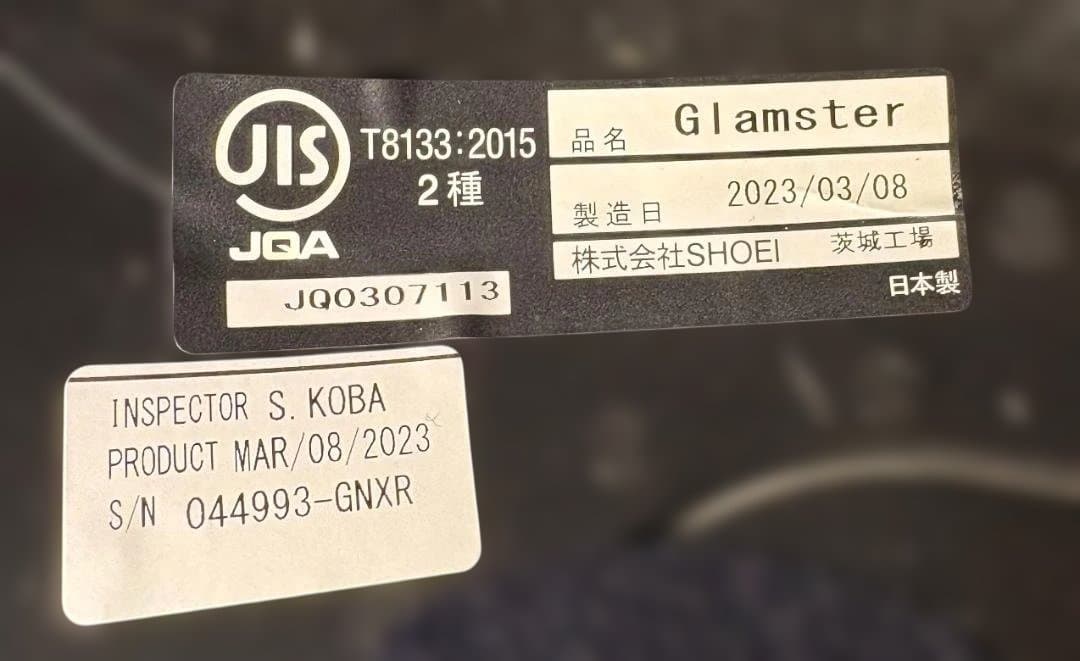 JIS
T8133:2015
2種
JQA
JQ0307113
品名 Glamster
製造日 2023/03/08
株式会社SHOEI 茨城工場
日本製
INSPECTOR S. KOBA
PRODUCT MAR/08/2023
S/N 044993-GNXR